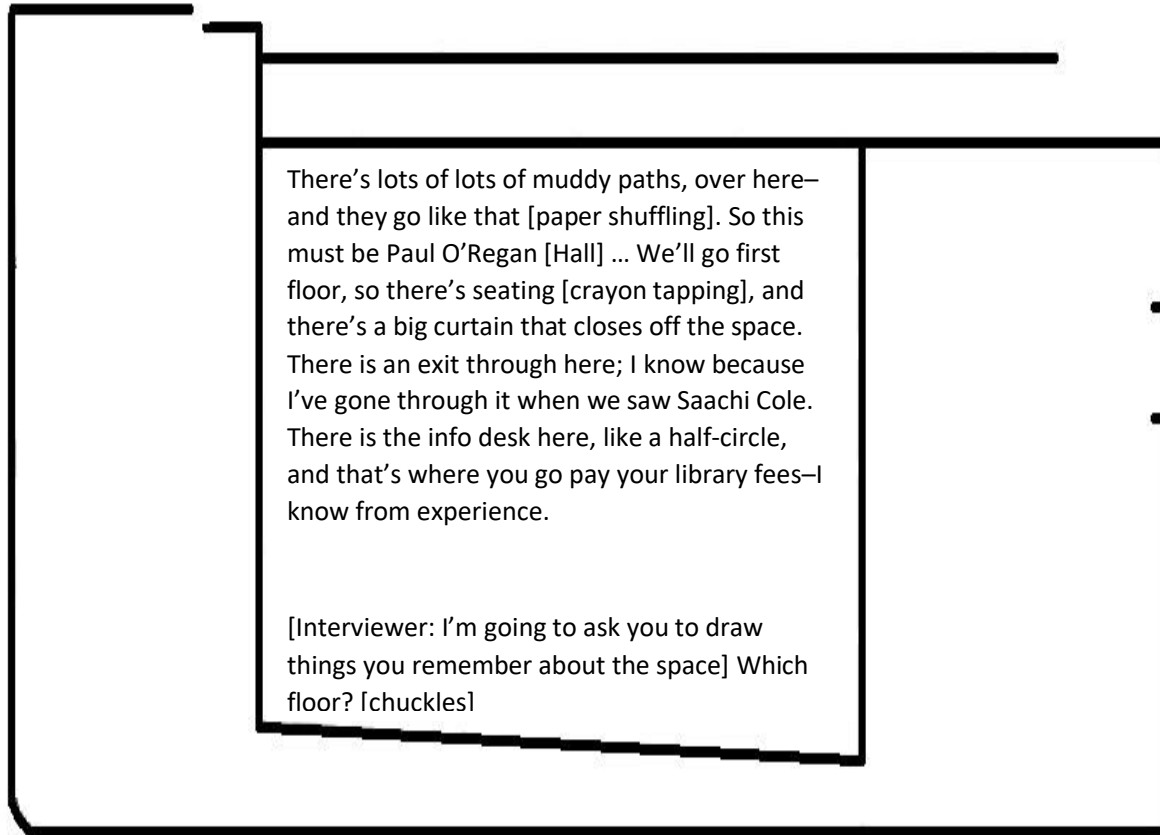 There’s lots of lots of muddy paths, over here–
and they go like that [paper shuffling]. So this
must be Paul O’Regan [Hall] … We’ll go first
floor, so there’s seating [crayon tapping], and
there’s a big curtain that closes off the space.
There is an exit through here; I know because
I’ve gone through it when we saw Saachi Cole.
There is the info desk here, like a half-circle,
and that’s where you go pay your library fees–I
know from experience.
[Interviewer: I’m going to ask you to draw
things you remember about the space] Which
floor? [chuckles]